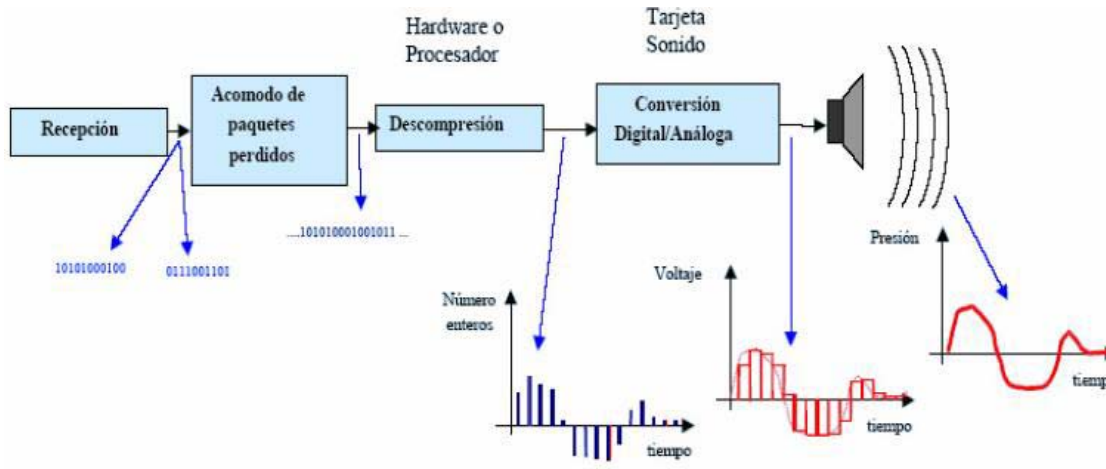 Hardware o
Procesador
Tarjeta
Sonido
Recepción
Acomodo de
paquetes
perdidos
Descompresión
Conversión
Digital/Análoga
10101000100
0111001101
....101010001001011 ...
Número
enteros
tiempo
Voltaje
tiempo
Presión
tiempo